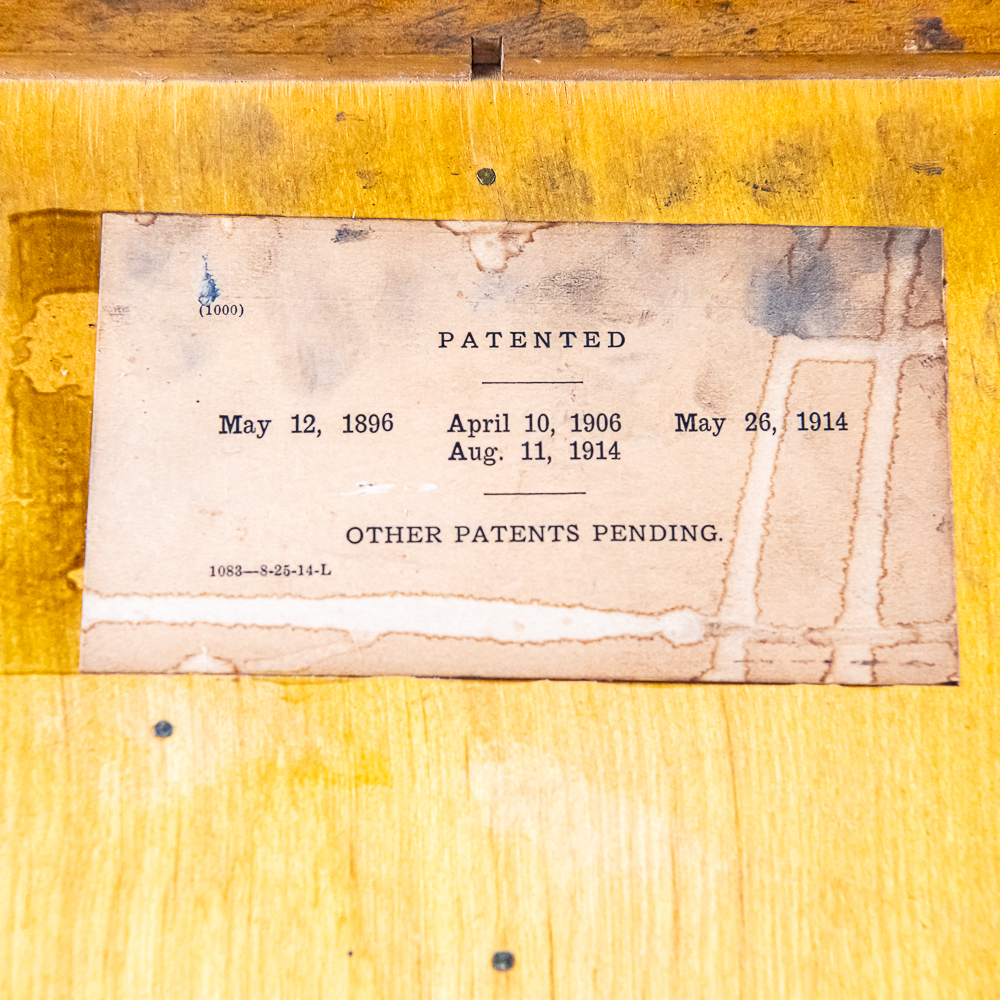 (1000)
PATENTED
May 12, 1896 April 10, 1906 May 26, 1914
Aug. 11, 1914
OTHER PATENTS PENDING.
1083—8-25-14-L